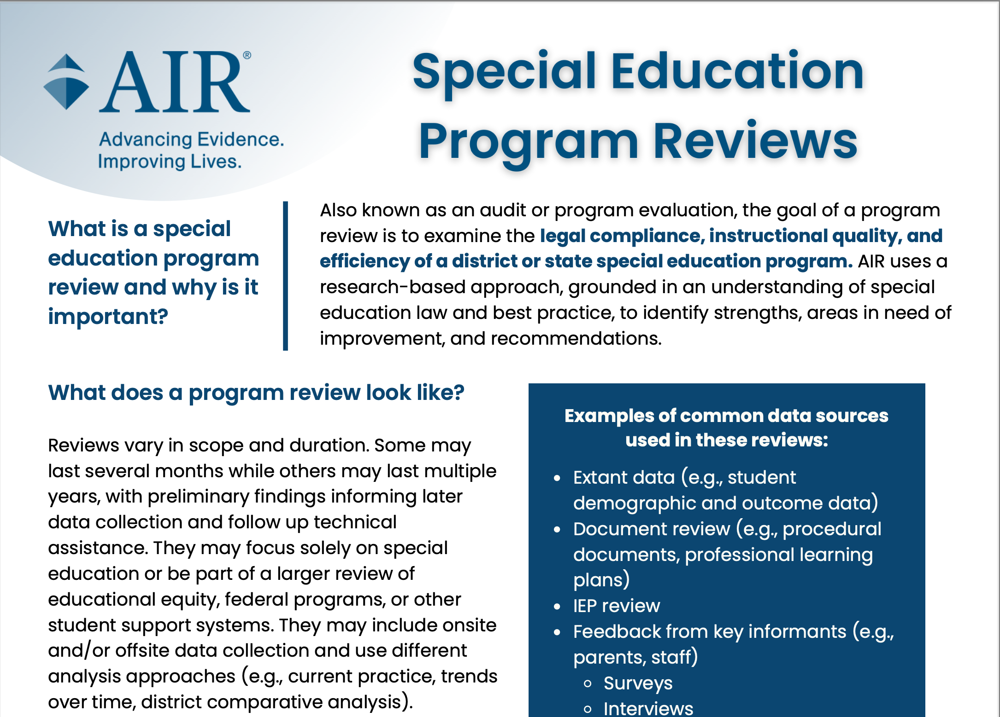 AIR®
Advancing Evidence.
Improving Lives.
Special Education
Program Reviews
What is a special
education program
review and why is it
important?
Also known as an audit or program evaluation, the goal of a program
review is to examine the legal compliance, instructional quality, and
efficiency of a district or state special education program. AIR uses a
research-based approach, grounded in an understanding of special
education law and best practice, to identify strengths, areas in need of
improvement, and recommendations.
What does a program review look like?
Reviews vary in scope and duration. Some may
last several months while others may last multiple
years, with preliminary findings informing later
data collection and follow up technical
assistance. They may focus solely on special
education or be part of a larger review of
educational equity, federal programs, or other
student support systems. They may include onsite
and/or offsite data collection and use different
analysis approaches (e.g., current practice, trends
over time, district comparative analysis).
Examples of common data sources
used in these reviews:
• Extant data (e.g., student
demographic and outcome data)
• Document review (e.g., procedural
documents, professional learning
plans)
• IEP review
• Feedback from key informants (e.g.,
parents, staff)
◦ Surveys
◦ Interviews